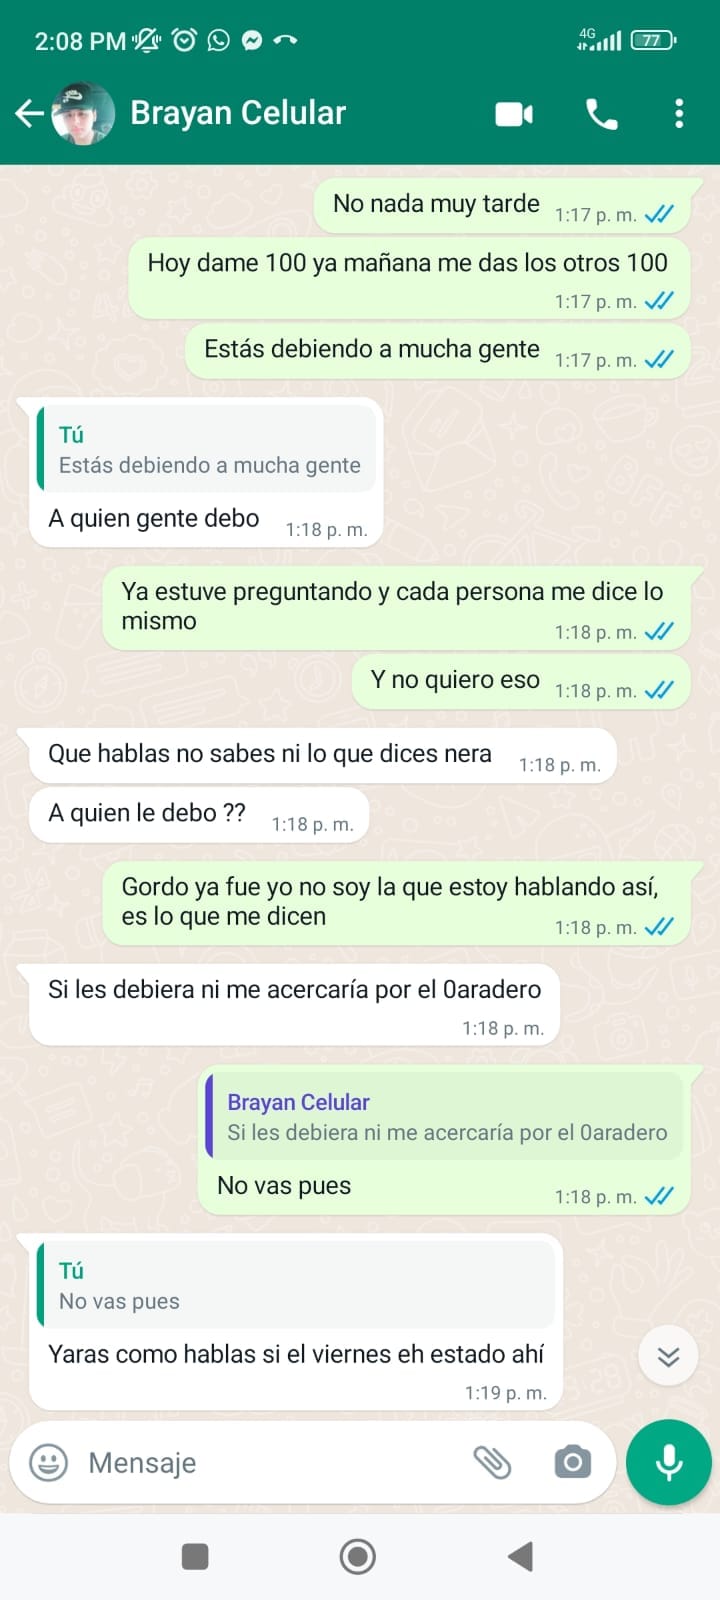 2:08 PM
4G
77
Brayan Celular
No nada muy tarde
1:17 p. m.
Hoy dame 100 ya mañana me das los otros 100
1:17 p. m.
Estás debiendo a mucha gente
1:17 p. m.
Tú
Estás debiendo a mucha gente
A quien gente debo
1:18 p. m.
Ya estuve preguntando y cada persona me dice lo
mismo
1:18 p. m.
Y no quiero eso
1:18 p. m.
Que hablas no sabes ni lo que dices nera
1:18 p. m.
A quien le debo ??
1:18 p. m.
Gordo ya fue yo no soy la que estoy hablando así,
es lo que me dicen
1:18 p. m.
Si les debiera ni me acercaría por el 0aradero
1:18 p. m.
Brayan Celular
Si les debiera ni me acercaría por el 0aradero
No vas pues
1:18 p. m.
Tú
No vas pues
Yaras como hablas si el viernes eh estado ahí
1:19 p. m.
Mensaje